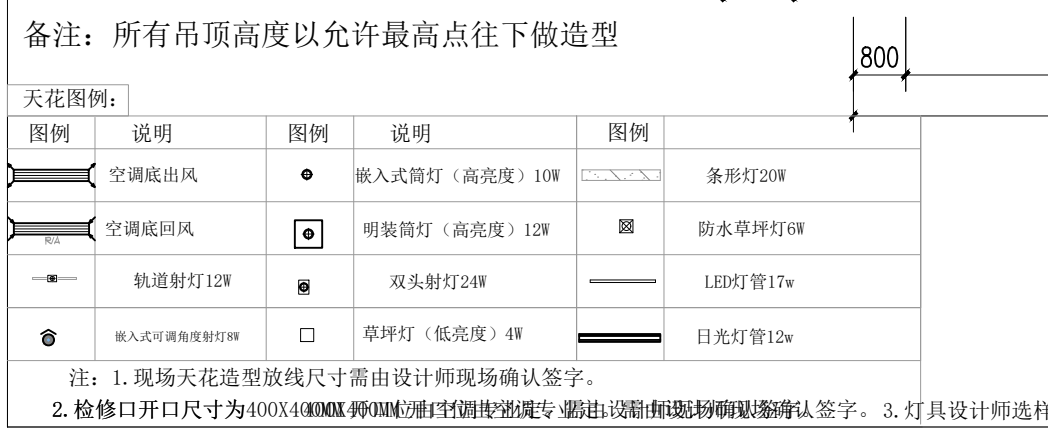 备注：所有吊顶高度以允许最高点往下做造型
800
天花图例：
图例 说明 图例 说明 图例
空调底出风 嵌入式筒灯（高亮度）10W 条形灯20W
R/A 空调底回风 明装筒灯（高亮度）12W 防水草坪灯6W
轨道射灯12W 双头射灯24W LED灯管17w
嵌入式可调角度射灯8W 草坪灯（低亮度）4W 日光灯管12w
注：1.现场天花造型放线尺寸需由设计师现场确认签字。
2.检修口开口尺寸为400X400MM 签字。3.灯具设计师选样